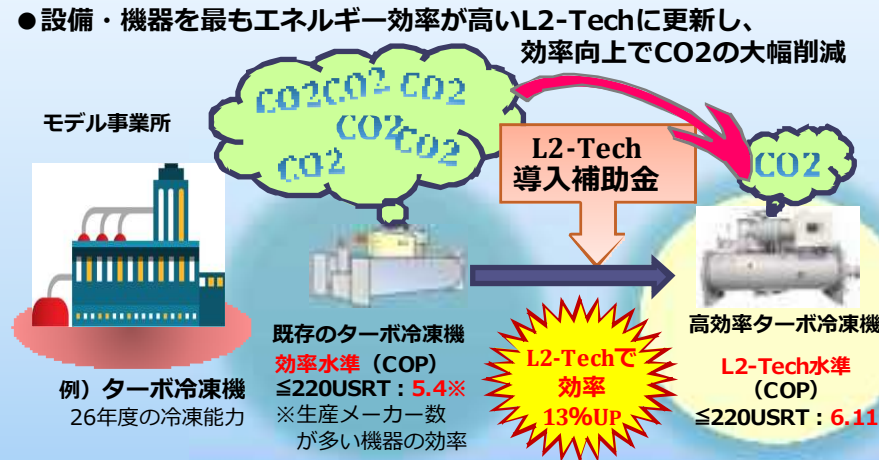 ●設備・機器を最もエネルギー効率が高いL2-Techに更新し、
効率向上でCO2の大幅削減
CO2CO2 CO2
CO2
CO2
CO2
モデル事業所
L2-Tech
導入補助金
CO2
既存のターボ冷凍機
効率水準（COP）
≦220USRT：5.4※
※生産メーカー数
が多い機器の効率
例）ターボ冷凍機
26年度の冷凍能力
L2-Techで
効率
13%UP
高効率ターボ冷凍機
L2-Tech水準
（COP）
≦220USRT：6.11